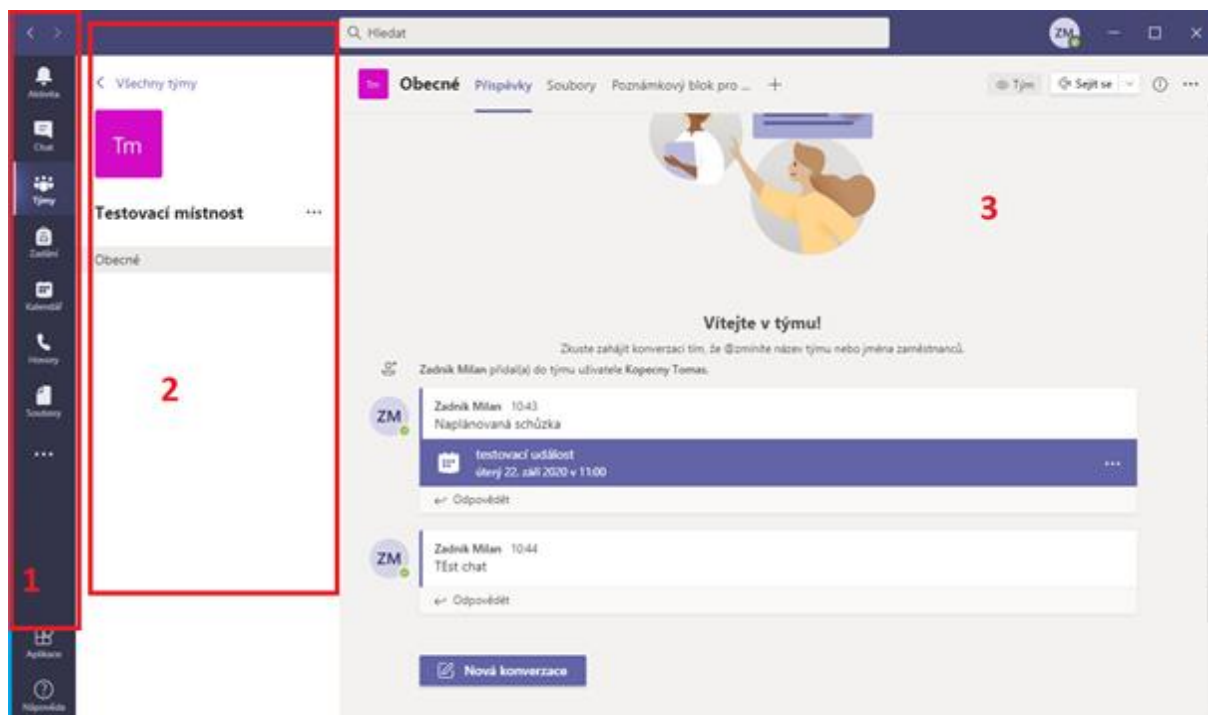 Hledat
ZM
Aktivita
Chat
Týmy
Zadání
Kalendář
Hovory
Soubory
1
Aplikace
Nápověda
Všechny týmy
Tm
Testovací místnost
Obecné
2
Tm
Obecné Příspěvky Soubory Poznámkový blok pro ...
Tým
Sejít se
3
Vítejte v týmu!
Zkuste zahájit konverzaci tím, že @zmíníte název týmu nebo jména zaměstnanců.
Zadnik Milan přidal(a) do týmu uživatele Kopecny Tomas.
ZM
Zadnik Milan 10:43
Naplánovaná schůzka
testovací událost
úterý 22. září 2020 v 11:00
Odpovědět
ZM
Zadnik Milan 10:44
TEst chat
Odpovědět
Nová konverzace